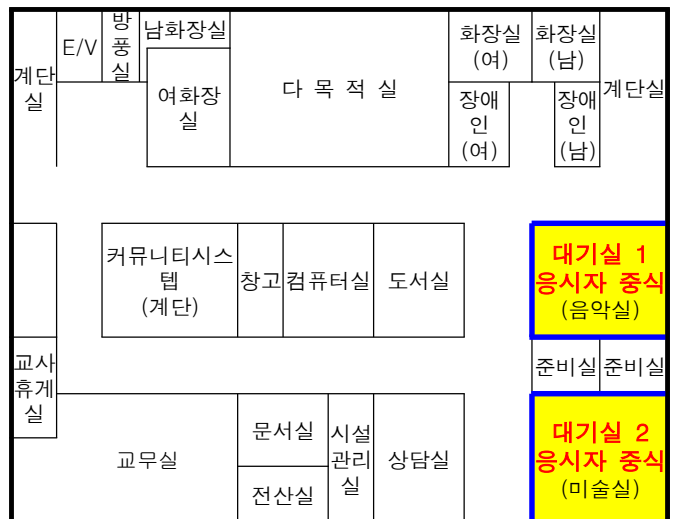 계단
실
E/V
방
풍
실
남화장실
여화장
실
다 목 적 실
화장실
(여)
화장실
(남)
장애
인
(여)
장애
인
(남)
계단실
커뮤니티시스
텝
(계단)
창고
컴퓨터실
도서실
대기실 1
응시자 중식
(음악실)
교사
휴게
실
준비실
준비실
교무실
문서실
전산실
시설
관리
실
상담실
대기실 2
응시자 중식
(미술실)